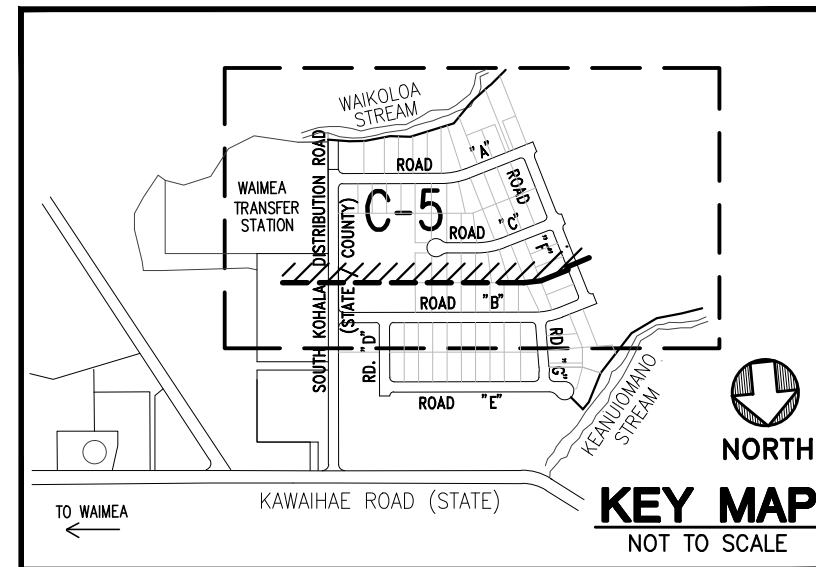 WAIKOLOA
STREAM
WAIMEA
TRANSFER
STATION
SOUTH KOHALA DISTRIBUTION ROAD
(STATE / COUNTY)
ROAD "A"
C-5
ROAD "C"
ROAD "F"
ROAD "B"
RD. "D"
RD "G"
ROAD "E"
KEANUIOMANO
STREAM
NORTH
TO WAIMEA
KAWAIHAE ROAD (STATE)
KEY MAP
NOT TO SCALE